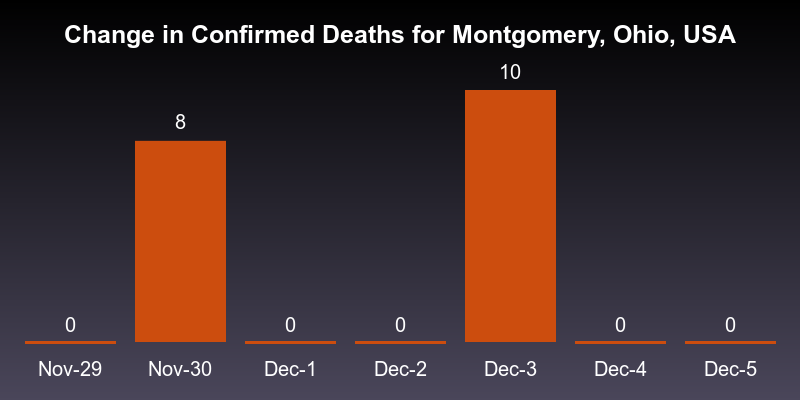 Change in Confirmed Deaths for Montgomery, Ohio, USA
10
8
0 0 0 0 0
Nov-29 Nov-30 Dec-1 Dec-2 Dec-3 Dec-4 Dec-5